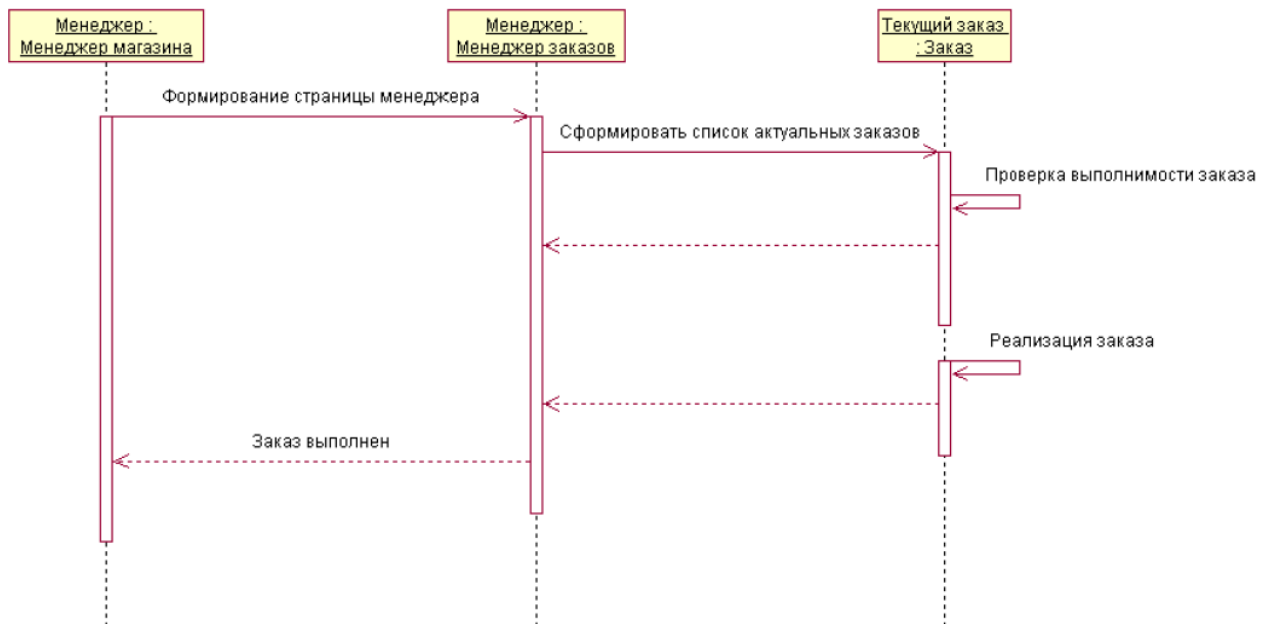 Менеджер :
Менеджер магазина
Менеджер :
Менеджер заказов
Текущий заказ
: Заказ
Формирование страницы менеджера
Сформировать список актуальных заказов
Проверка выполнимости заказа
Реализация заказа
Заказ выполнен